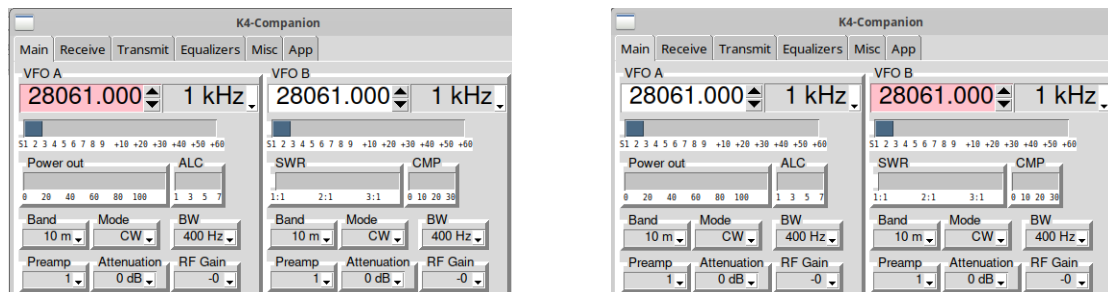 K4-Companion
Main Receive Transmit Equalizers Misc App
VFO A VFO B
28061.000 1 kHz 28061.000 1 kHz
S1 2 3 4 5 6 7 8 9 +10 +20 +30 +40 +50 +60 S1 2 3 4 5 6 7 8 9 +10 +20 +30 +40 +50 +60
Power out ALC SWR CMP
0 20 40 60 80 100 1 3 5 7 1:1 2:1 3:1 0 10 20 30
Band Mode BW Band Mode BW
10 m CW 400 Hz 10 m CW 400 Hz
Preamp Attenuation RF Gain Preamp Attenuation RF Gain
1 0 dB -0 1 0 dB -0
K4-Companion
Main Receive Transmit Equalizers Misc App
VFO A VFO B
28061.000 1 kHz 28061.000 1 kHz
S1 2 3 4 5 6 7 8 9 +10 +20 +30 +40 +50 +60 S1 2 3 4 5 6 7 8 9 +10 +20 +30 +40 +50 +60
Power out ALC SWR CMP
0 20 40 60 80 100 1 3 5 7 1:1 2:1 3:1 0 10 20 30
Band Mode BW Band Mode BW
10 m CW 400 Hz 10 m CW 400 Hz
Preamp Attenuation RF Gain Preamp Attenuation RF Gain
1 0 dB -0 1 0 dB -0